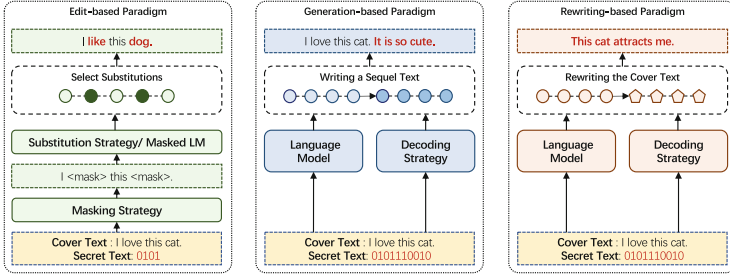 Edit-based Paradigm
I like this dog.
Select Substitutions
Substitution Strategy/ Masked LM
I <mask> this <mask>.
Masking Strategy
Cover Text : I love this cat.
Secret Text: 0101
Generation-based Paradigm
I love this cat. It is so cute.
Writing a Sequel Text
Language
Model
Decoding
Strategy
Cover Text : I love this cat.
Secret Text: 0101110010
Rewriting-based Paradigm
This cat attracts me.
Rewriting the Cover Text
Language
Model
Decoding
Strategy
Cover Text : I love this cat.
Secret Text: 0101110010